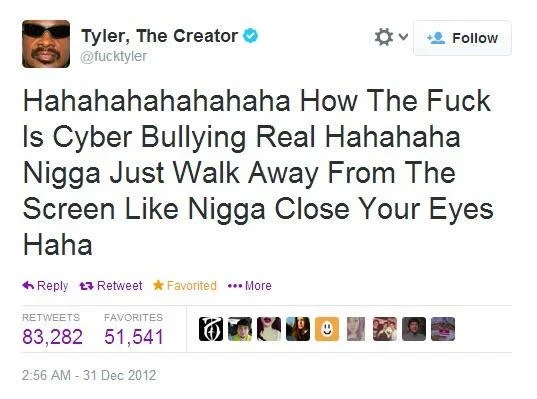 Tyler, The Creator
Follow
@fucktyler
Hahahahahahahaha How The Fuck
Is Cyber Bullying Real Hahahaha
Nigga Just Walk Away From The
Screen Like Nigga Close Your Eyes
Haha
Reply Retweet Favorited More
RETWEETS FAVORITES
83,282 51,541
2:56 AM - 31 Dec 2012